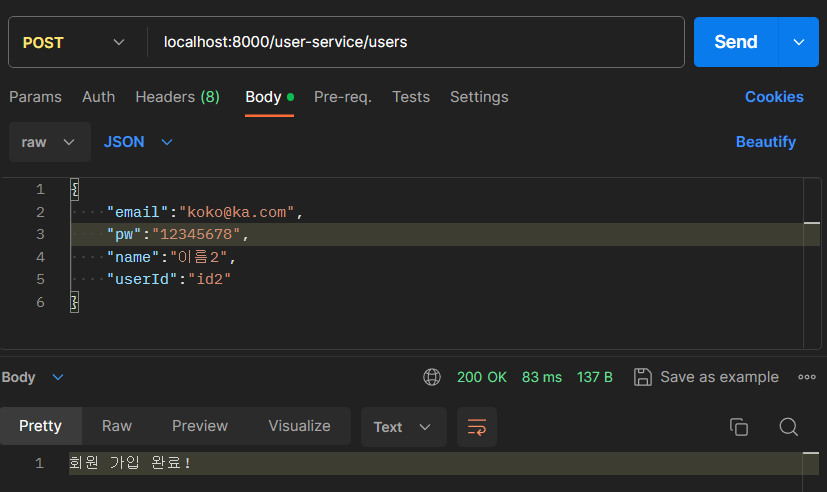 POST localhost:8000/user-service/users Send
Params Auth Headers (8) Body Pre-req. Tests Settings Cookies
raw JSON Beautify
1 {
2 "email":"koko@ka.com",
3 "pw":"12345678",
4 "name":"이름2",
5 "userId":"id2"
6 }
Body 200 OK 83 ms 137 B Save as example
Pretty Raw Preview Visualize Text
1 회원 가입 완료!